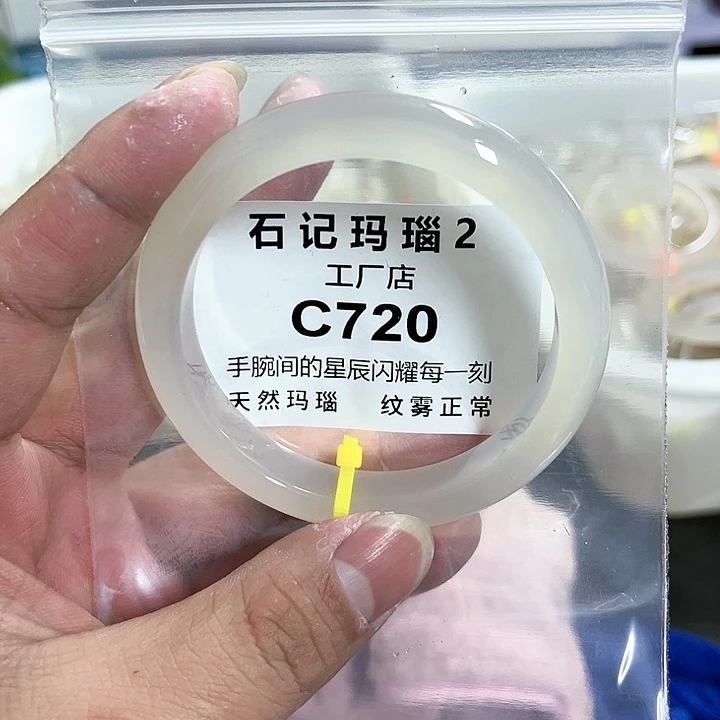 石记玛瑙2
工厂店
C720
手腕间的星辰闪耀每一刻
天然玛瑙 纹雾正常